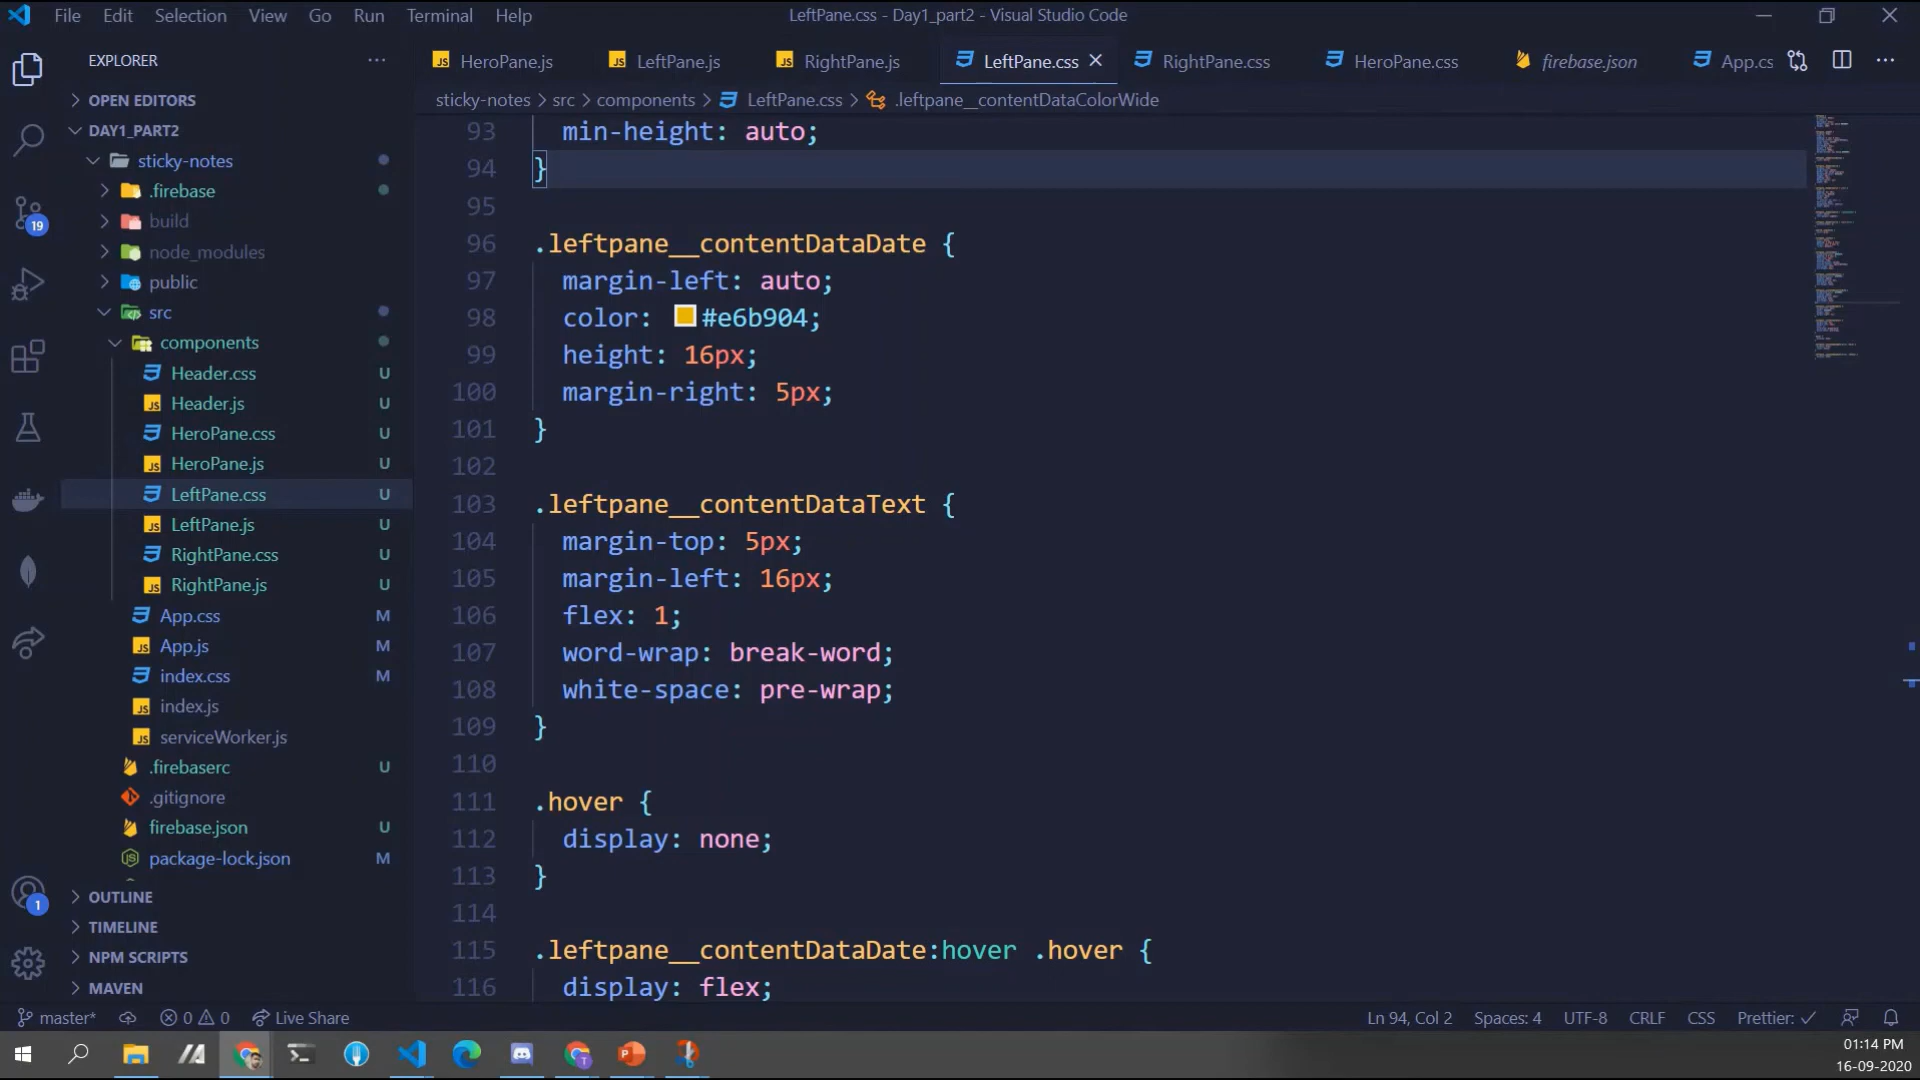 File Edit Selection View Go Run Terminal Help
LeftPane.css - Day1_part2 - Visual Studio Code
EXPLORER
OPEN EDITORS
DAY1_PART2
sticky-notes
.firebase
build
node_modules
public
src
components
Header.css U
Header.js U
HeroPane.css U
HeroPane.js U
LeftPane.css U
LeftPane.js U
RightPane.css U
RightPane.js U
App.css M
App.js M
index.css M
index.js
serviceWorker.js
.firebaserc U
.gitignore
firebase.json U
package-lock.json M
OUTLINE
TIMELINE
NPM SCRIPTS
MAVEN
19
1
HeroPane.js LeftPane.js RightPane.js LeftPane.css RightPane.css HeroPane.css firebase.json App.cs
sticky-notes > src > components > LeftPane.css > .leftpane__contentDataColorWide
93 min-height: auto;
94 }
95
96 .leftpane__contentDataDate {
97 margin-left: auto;
98 color: #e6b904;
99 height: 16px;
100 margin-right: 5px;
101 }
102
103 .leftpane__contentDataText {
104 margin-top: 5px;
105 margin-left: 16px;
106 flex: 1;
107 word-wrap: break-word;
108 white-space: pre-wrap;
109 }
110
111 .hover {
112 display: none;
113 }
114
115 .leftpane__contentDataDate:hover .hover {
116 display: flex;
master* 0 0 Live Share
Ln 94, Col 2 Spaces: 4 UTF-8 CRLF CSS Prettier: ✓
01:14 PM
16-09-2020